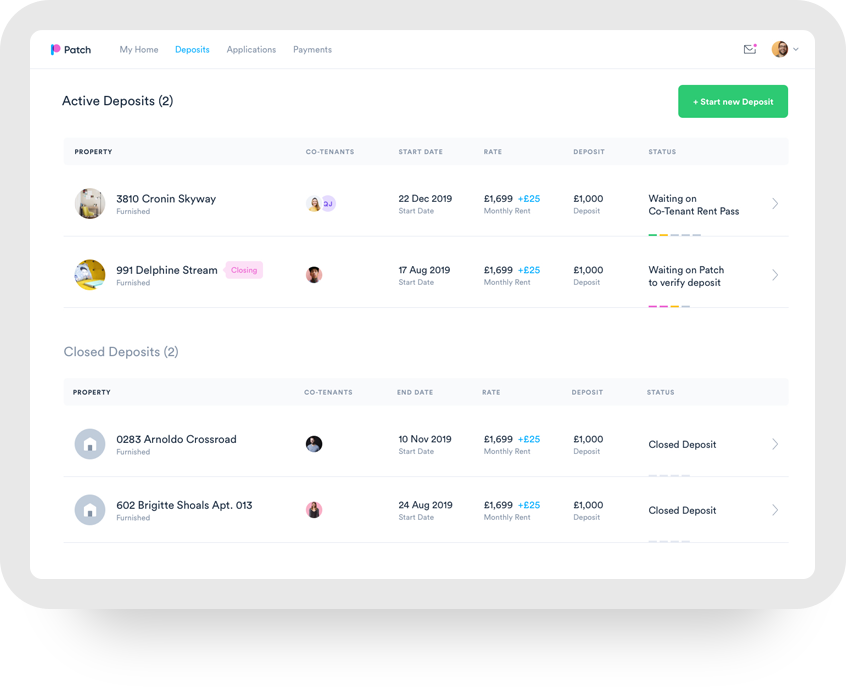 Patch My Home Deposits Applications Payments
Active Deposits (2)
+ Start new Deposit
PROPERTY CO-TENANTS START DATE RATE DEPOSIT STATUS
3810 Cronin Skyway QJ 22 Dec 2019 £1,699 +£25 £1,000 Waiting on
Furnished Start Date Monthly Rent Deposit Co-Tenant Rent Pass
991 Delphine Stream Closing 17 Aug 2019 £1,699 +£25 £1,000 Waiting on Patch
Furnished Start Date Monthly Rent Deposit to verify deposit
Closed Deposits (2)
PROPERTY CO-TENANTS END DATE RATE DEPOSIT STATUS
0283 Arnoldo Crossroad 10 Nov 2019 £1,699 +£25 £1,000 Closed Deposit
Furnished Start Date Monthly Rent Deposit
602 Brigitte Shoals Apt. 013 24 Aug 2019 £1,699 +£25 £1,000 Closed Deposit
Furnished Start Date Monthly Rent Deposit